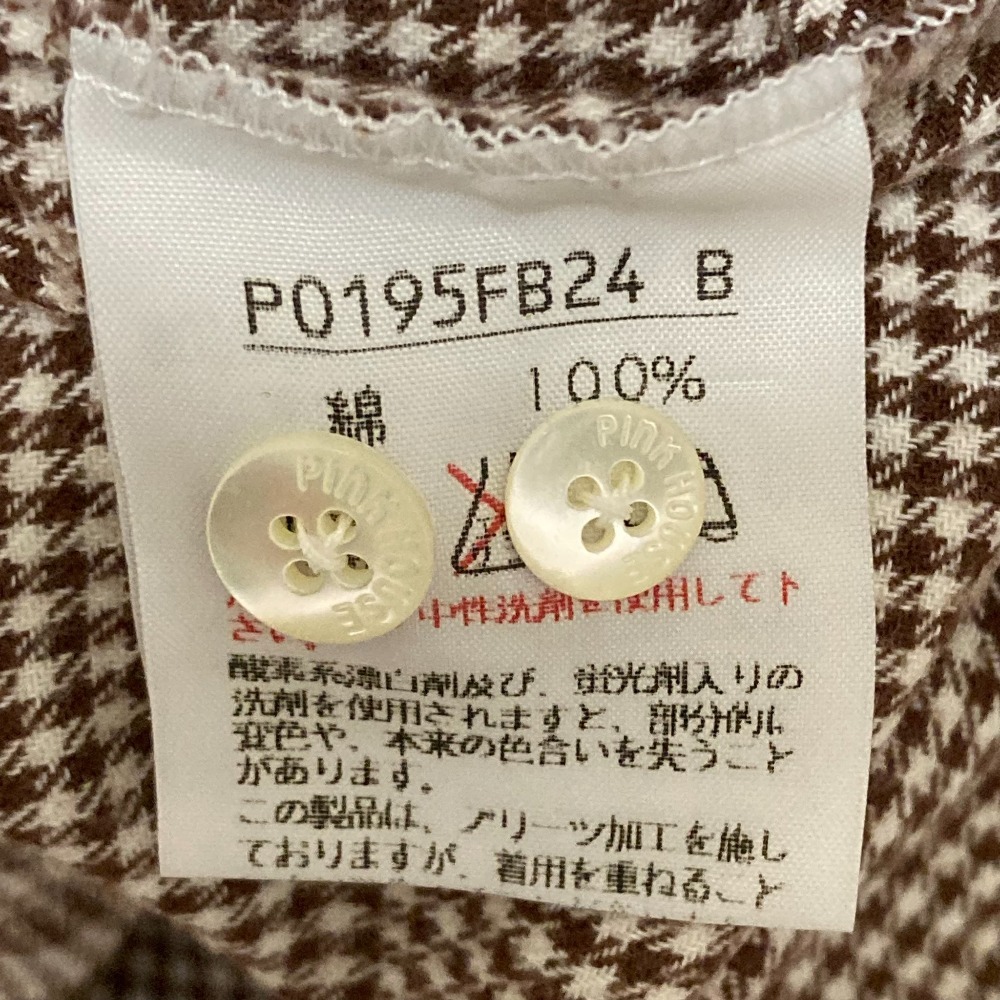 P0195FB24 B
綿 100%
PINK HOUSE
PINK HOUSE
中性洗剤を使用して下
さい。
酸素系漂白剤及び、蛍光剤入りの
洗剤を使用されますと、部分的に
変色や、本来の色合いを失うこと
があります。
この製品は、プリーツ加工を施し
ておりますが、着用を重ねること